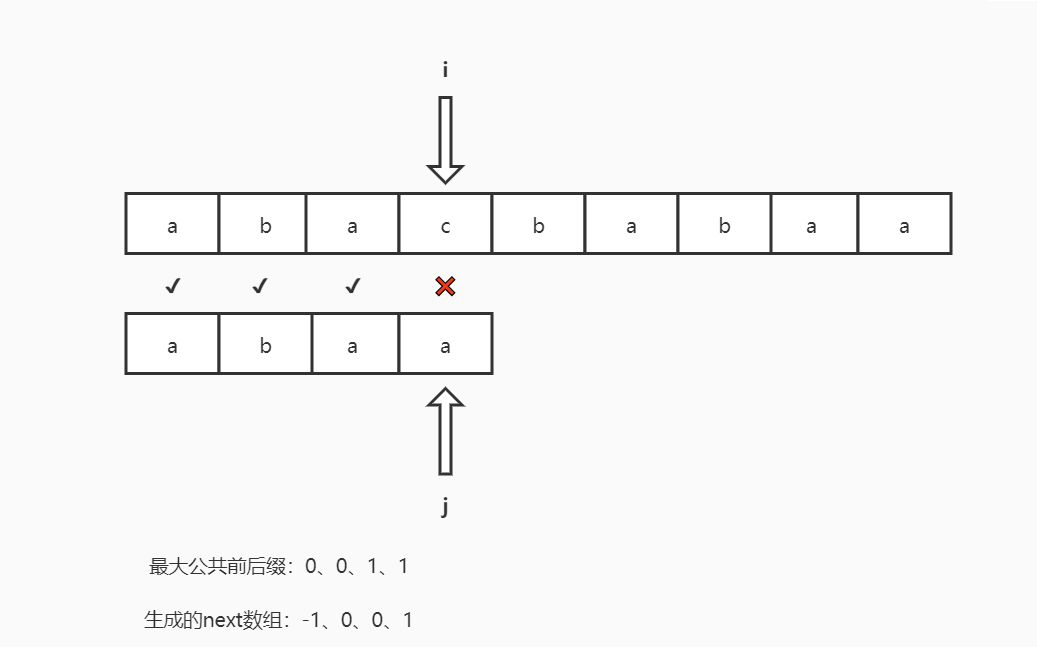 i
a b a c b a b a a
✓ ✓ ✓ ✗
a b a a
j
最大公共前后缀：0、0、1、1
生成的next数组：-1、0、0、1